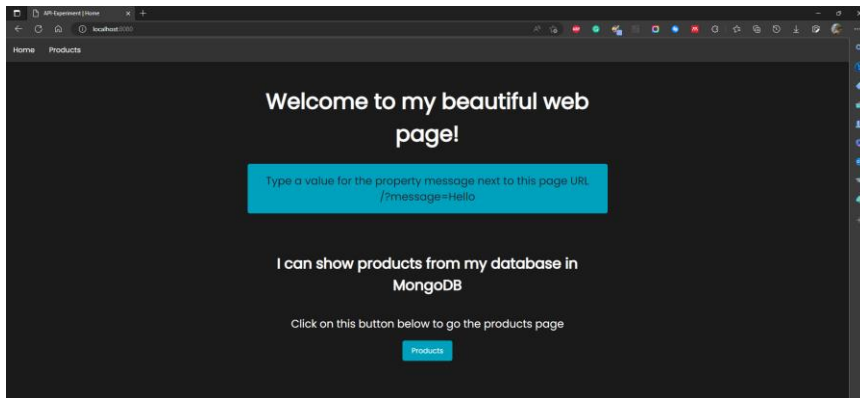 API-Experiment | Home
localhost:8080
Home Products
Welcome to my beautiful web
page!
Type a value for the property message next to this page URL
/?message=Hello
I can show products from my database in
MongoDB
Click on this button below to go the products page
Products